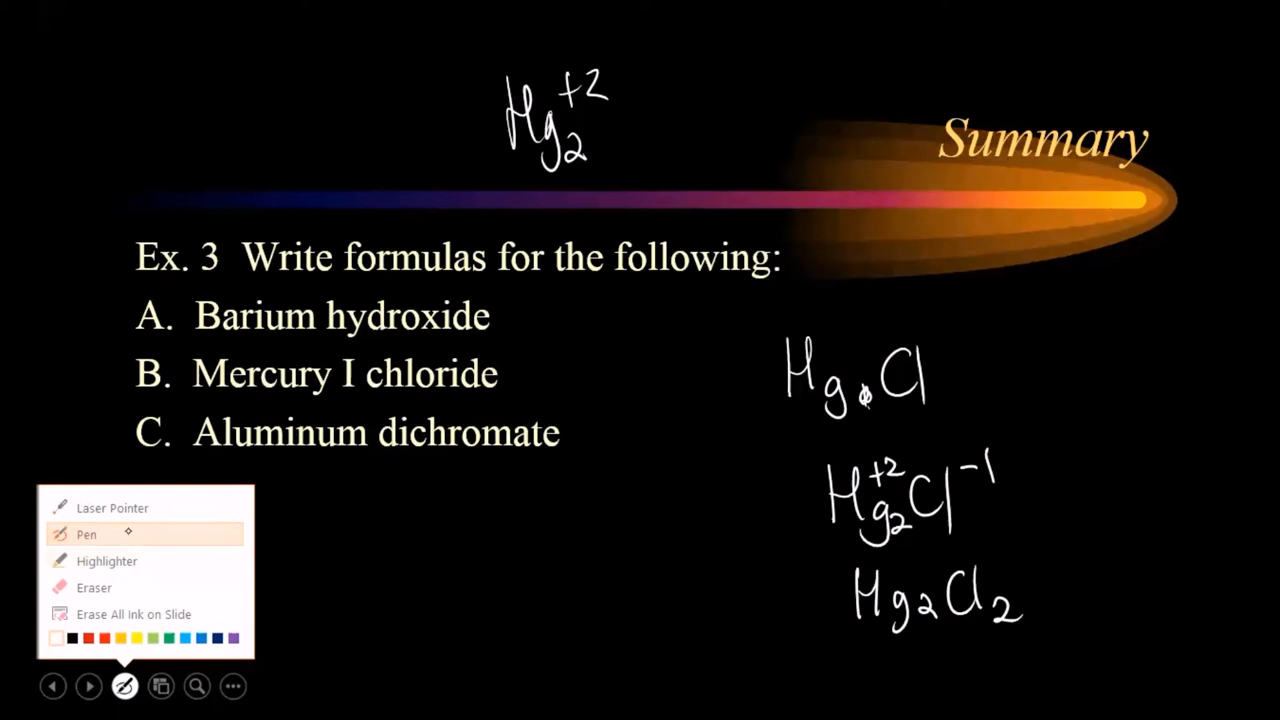 Hg₂⁺²
Summary
Ex. 3 Write formulas for the following:
A. Barium hydroxide
B. Mercury I chloride
C. Aluminum dichromate
Hg Cl
Hg₂⁺²Cl⁻¹
Hg₂Cl₂
Laser Pointer
Pen
Highlighter
Eraser
Erase All Ink on Slide